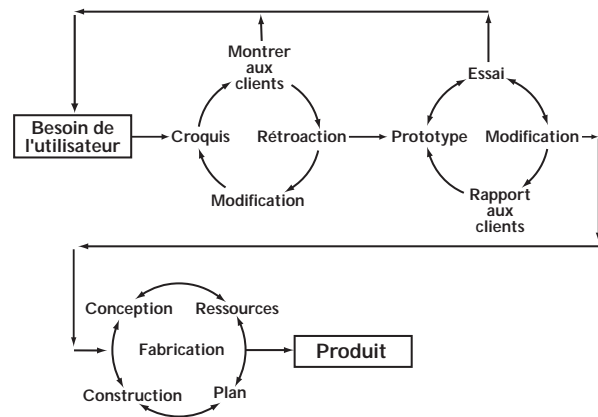 Montrer
aux
clients
Essai
Besoin de
l'utilisateur
Croquis
Rétroaction
Prototype
Modification
Modification
Rapport
aux
clients
Conception
Ressources
Fabrication
Produit
Construction
Plan